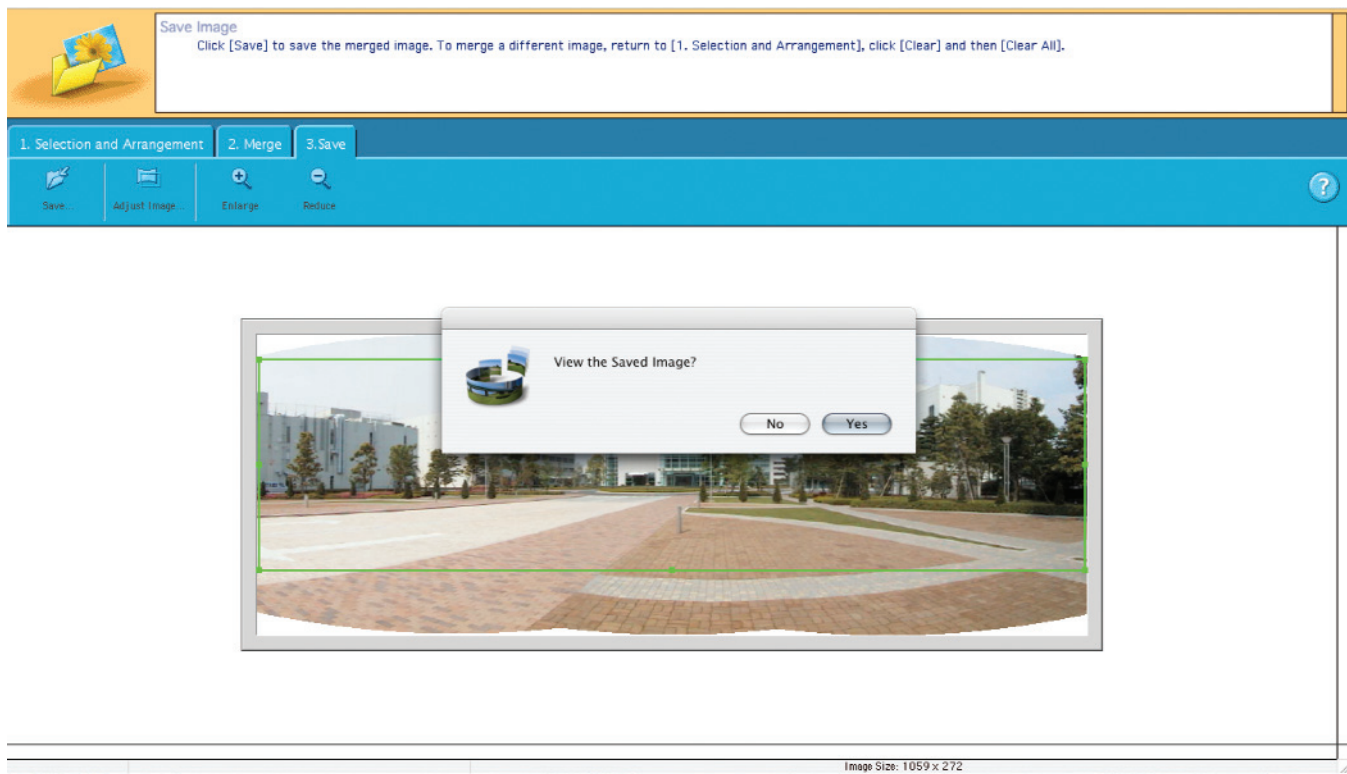 Save Image
Click [Save] to save the merged image. To merge a different image, return to [1. Selection and Arrangement], click [Clear] and then [Clear All].
1. Selection and Arrangement
2. Merge
3.Save
Save...
Adjust Image...
Enlarge
Reduce
?
View the Saved Image?
No
Yes
Image Size: 1059 x 272